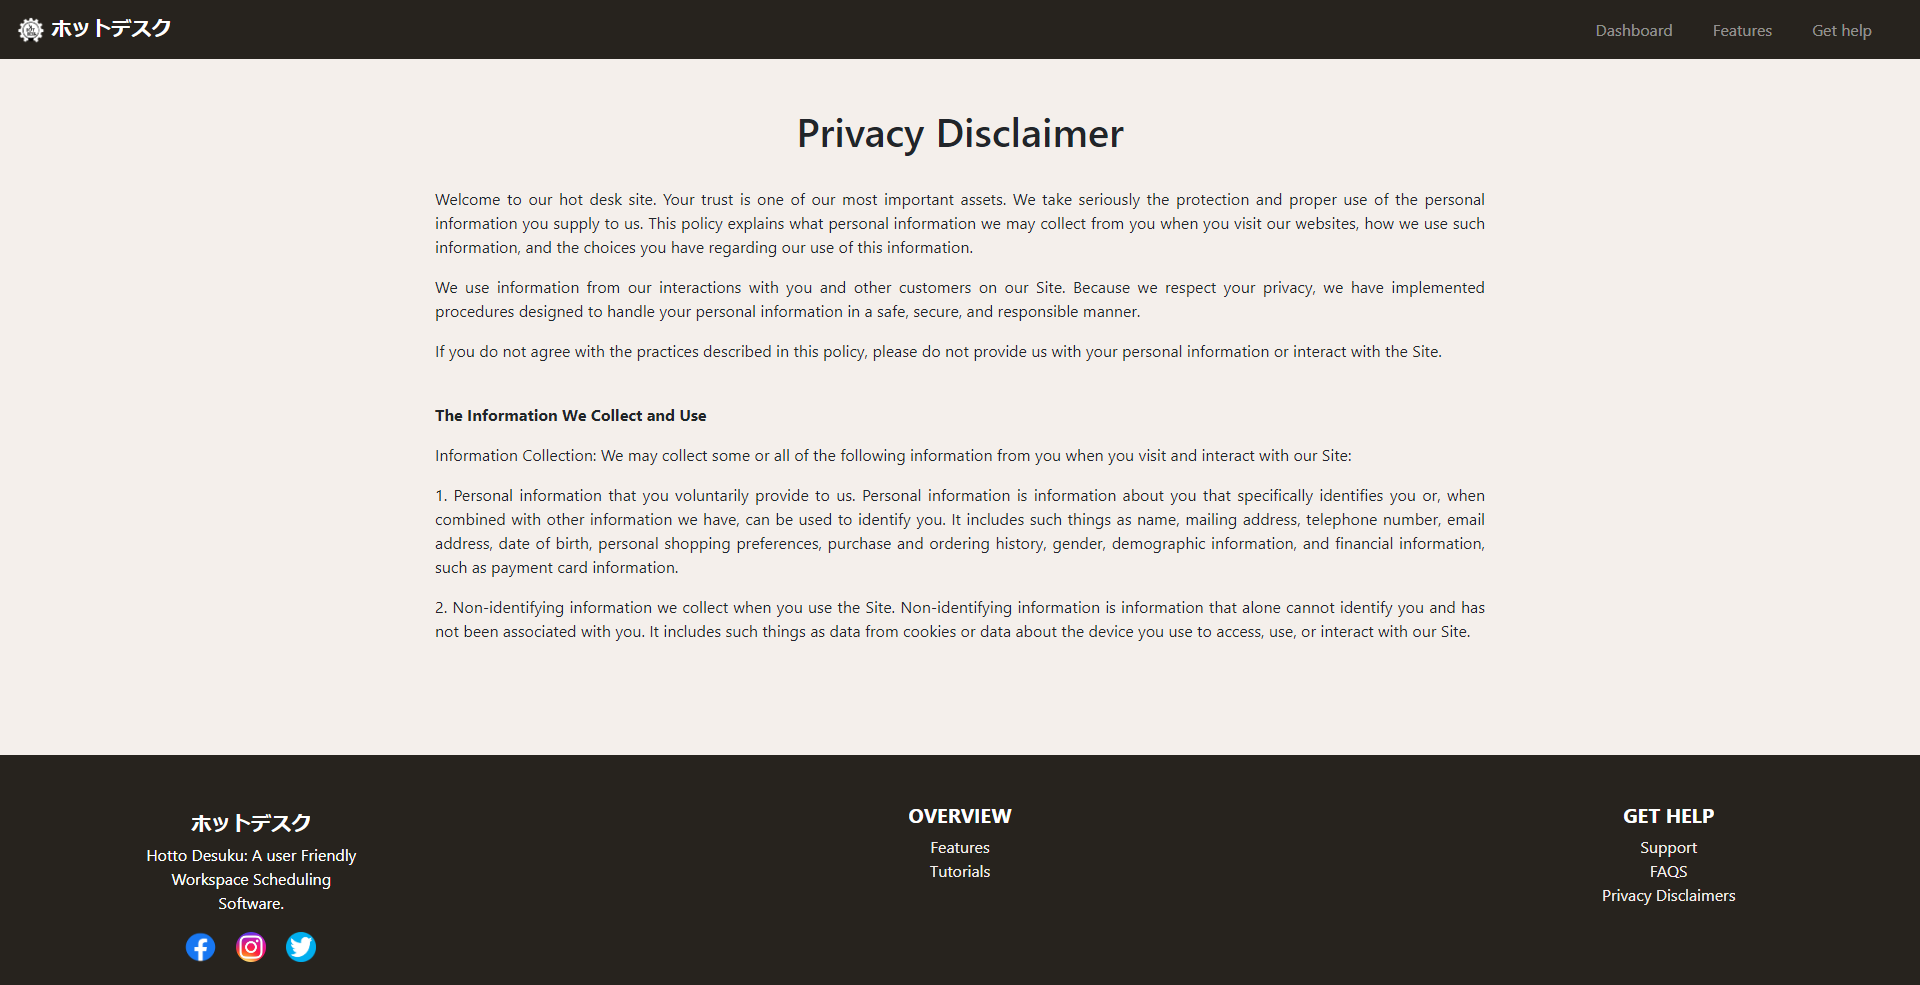 ホットデスク
Dashboard
Features
Get help
Privacy Disclaimer
Welcome to our hot desk site. Your trust is one of our most important assets. We take seriously the protection and proper use of the personal
information you supply to us. This policy explains what personal information we may collect from you when you visit our websites, how we use such
information, and the choices you have regarding our use of this information.
We use information from our interactions with you and other customers on our Site. Because we respect your privacy, we have implemented
procedures designed to handle your personal information in a safe, secure, and responsible manner.
If you do not agree with the practices described in this policy, please do not provide us with your personal information or interact with the Site.
The Information We Collect and Use
Information Collection: We may collect some or all of the following information from you when you visit and interact with our Site:
1. Personal information that you voluntarily provide to us. Personal information is information about you that specifically identifies you or, when
combined with other information we have, can be used to identify you. It includes such things as name, mailing address, telephone number, email
address, date of birth, personal shopping preferences, purchase and ordering history, gender, demographic information, and financial information,
such as payment card information.
2. Non-identifying information we collect when you use the Site. Non-identifying information is information that alone cannot identify you and has
not been associated with you. It includes such things as data from cookies or data about the device you use to access, use, or interact with our Site.
ホットデスク
Hotto Desuku: A user Friendly
Workspace Scheduling
Software.
OVERVIEW
Features
Tutorials
GET HELP
Support
FAQS
Privacy Disclaimers